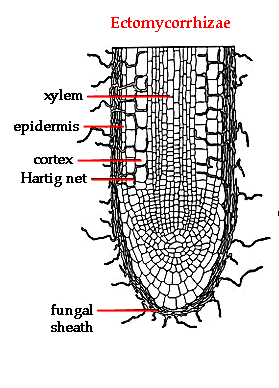 Ectomycorrhizae
xylem
epidermis
cortex
Hartig net
fungal
sheath